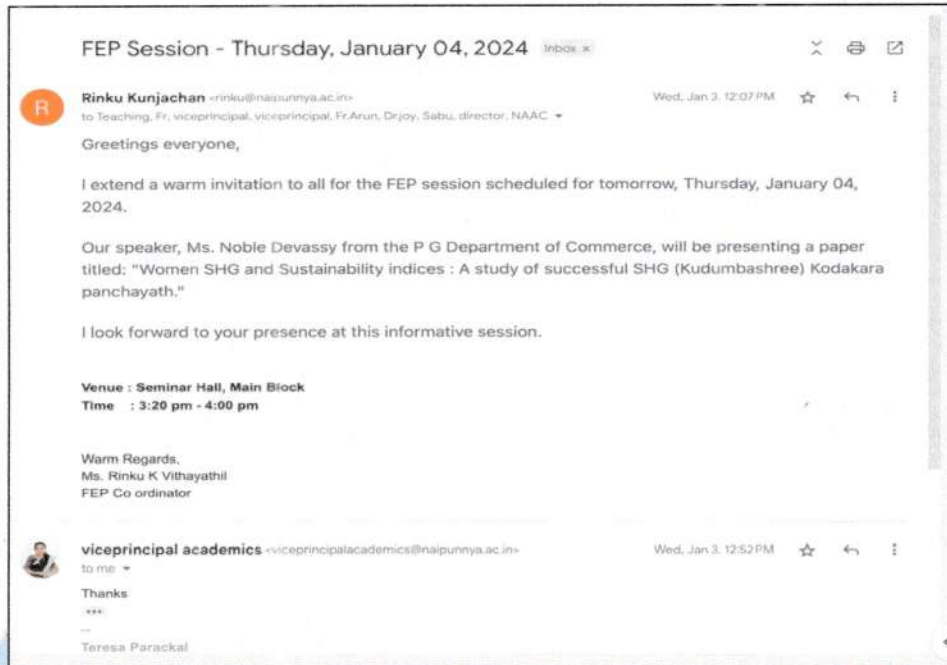 FEP Session - Thursday, January 04, 2024 Inbox x
Rinku Kunjachan <rinku@naipunnya.ac.in> Wed, Jan 3, 12:07 PM
R
to Teaching, Fr, viceprincipal, viceprincipal, Fr.Arun, Dr.joy, Sabu, director, NAAC
Greetings everyone,
I extend a warm invitation to all for the FEP session scheduled for tomorrow, Thursday, January 04,
2024.
Our speaker, Ms. Noble Devassy from the P G Department of Commerce, will be presenting a paper
titled: "Women SHG and Sustainability indices : A study of successful SHG (Kudumbashree) Kodakara
panchayath."
I look forward to your presence at this informative session.
Venue : Seminar Hall, Main Block
Time : 3:20 pm - 4:00 pm
Warm Regards,
Ms. Rinku K Vithayathil
FEP Co ordinator
viceprincipal academics <viceprincipalacademics@naipunnya.ac.in> Wed, Jan 3, 12:52 PM
to me
Thanks
...
--
Teresa Parackal